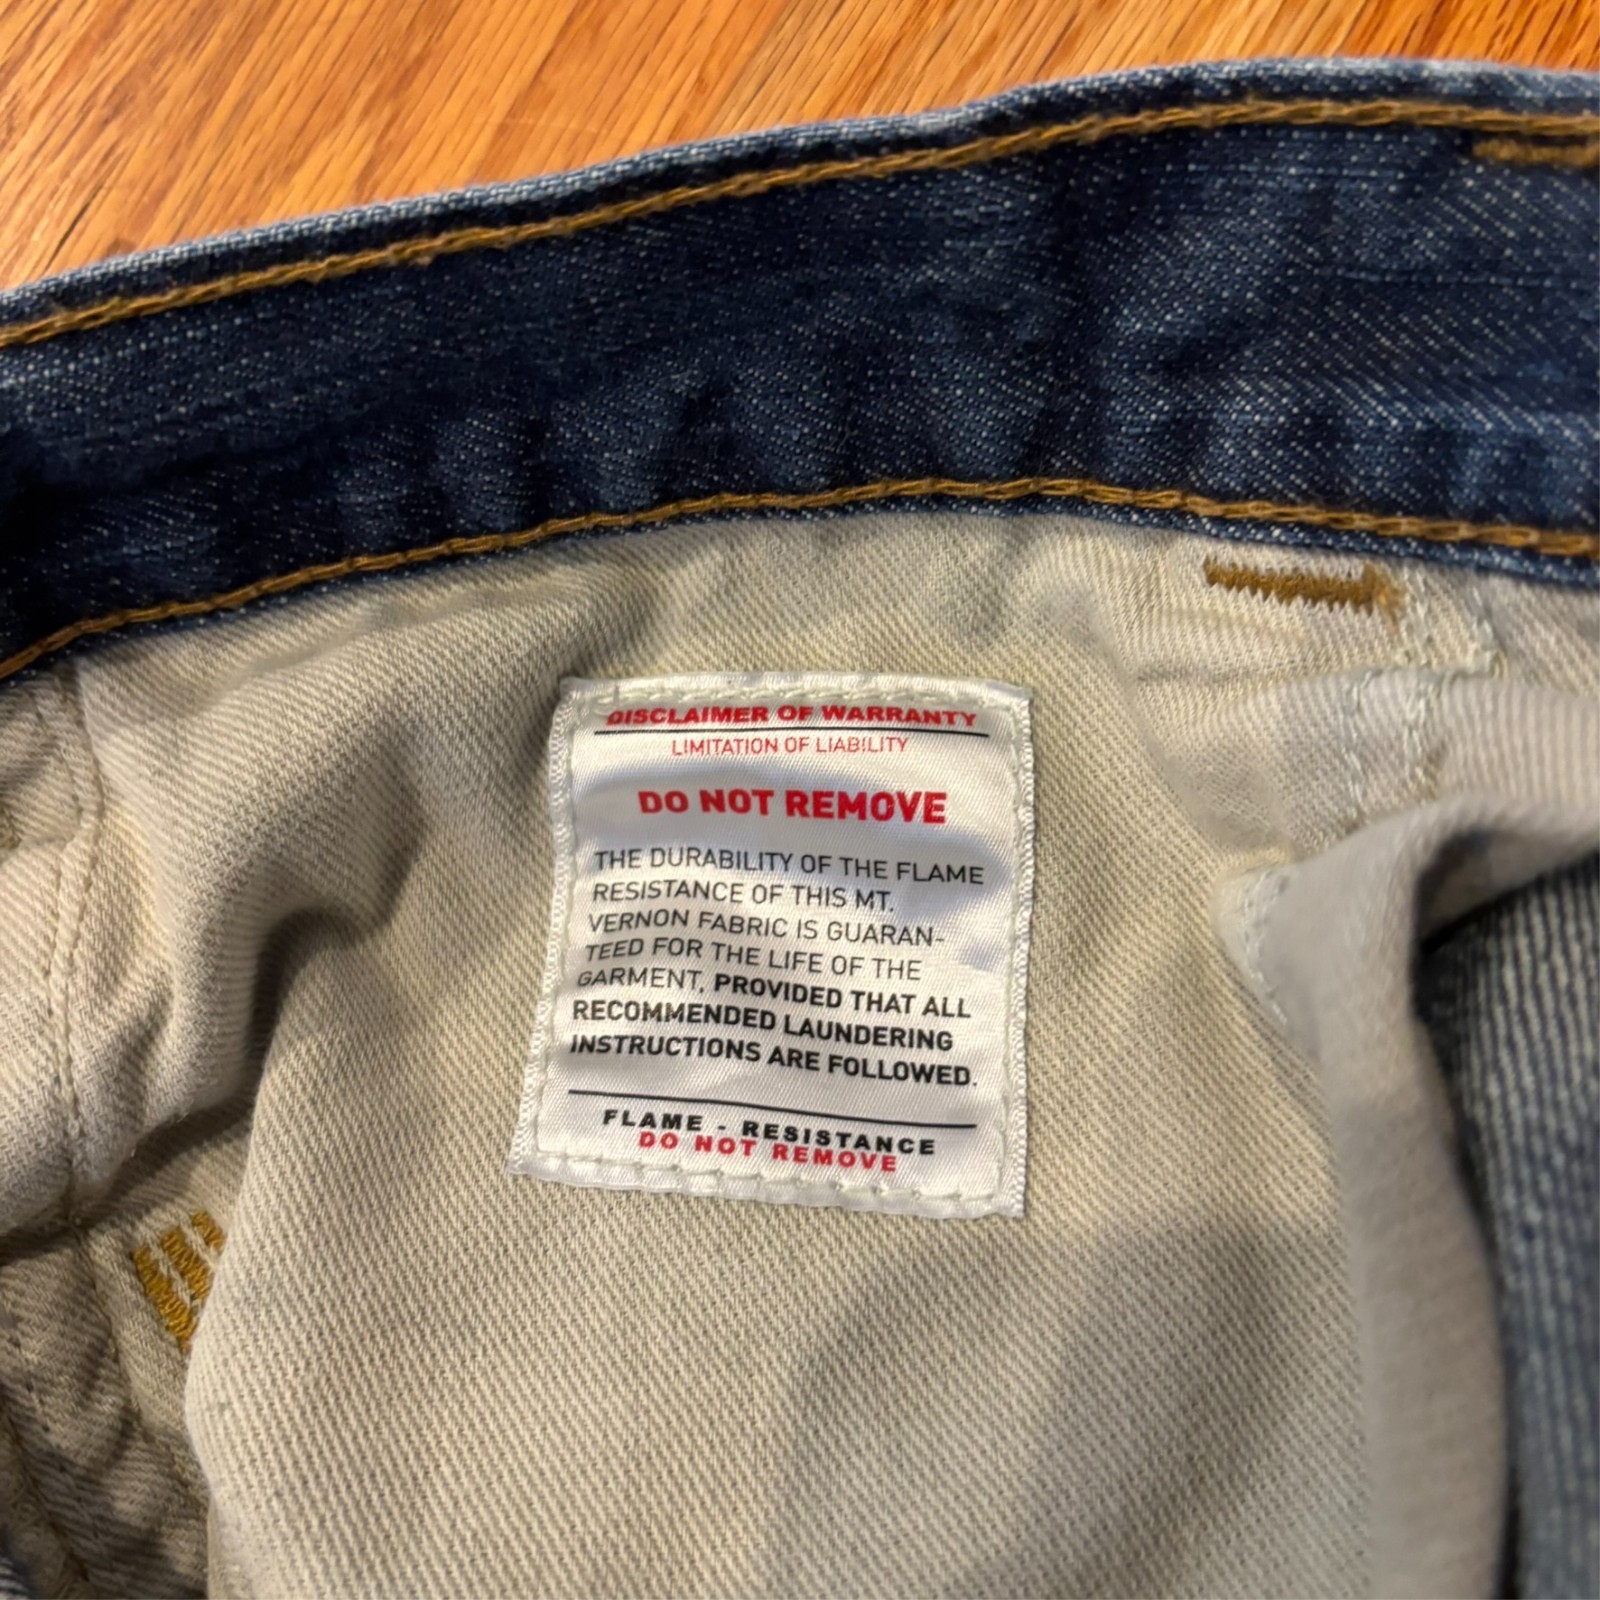 DISCLAIMER OF WARRANTY
LIMITATION OF LIABILITY
DO NOT REMOVE
THE DURABILITY OF THE FLAME
RESISTANCE OF THIS MT.
VERNON FABRIC IS GUARAN-
TEED FOR THE LIFE OF THE
GARMENT, PROVIDED THAT ALL
RECOMMENDED LAUNDERING
INSTRUCTIONS ARE FOLLOWED.
FLAME - RESISTANCE
DO NOT REMOVE